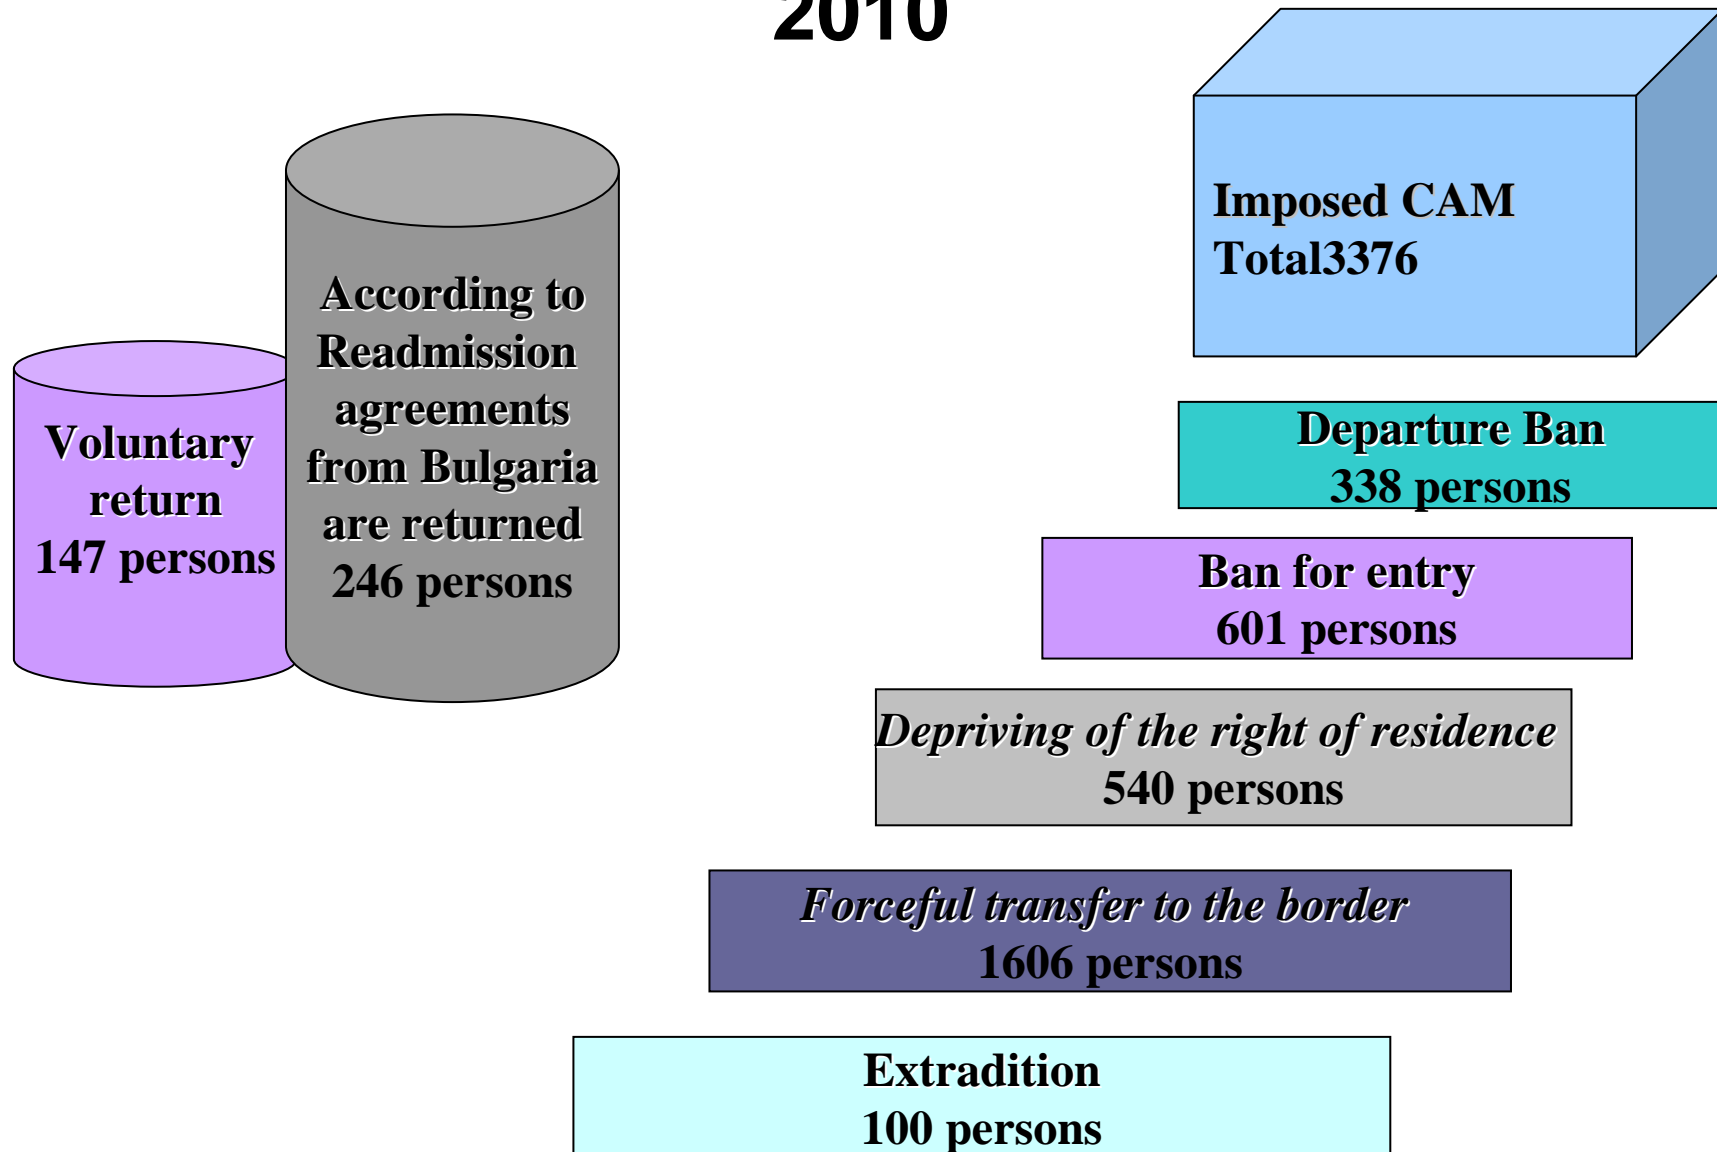 2010
Imposed CAM
Total3376
According to
Readmission
agreements
from Bulgaria
are returned
246 persons
Voluntary
return
147 persons
Departure Ban
338 persons
Ban for entry
601 persons
Depriving of the right of residence
540 persons
Forceful transfer to the border
1606 persons
Extradition
100 persons